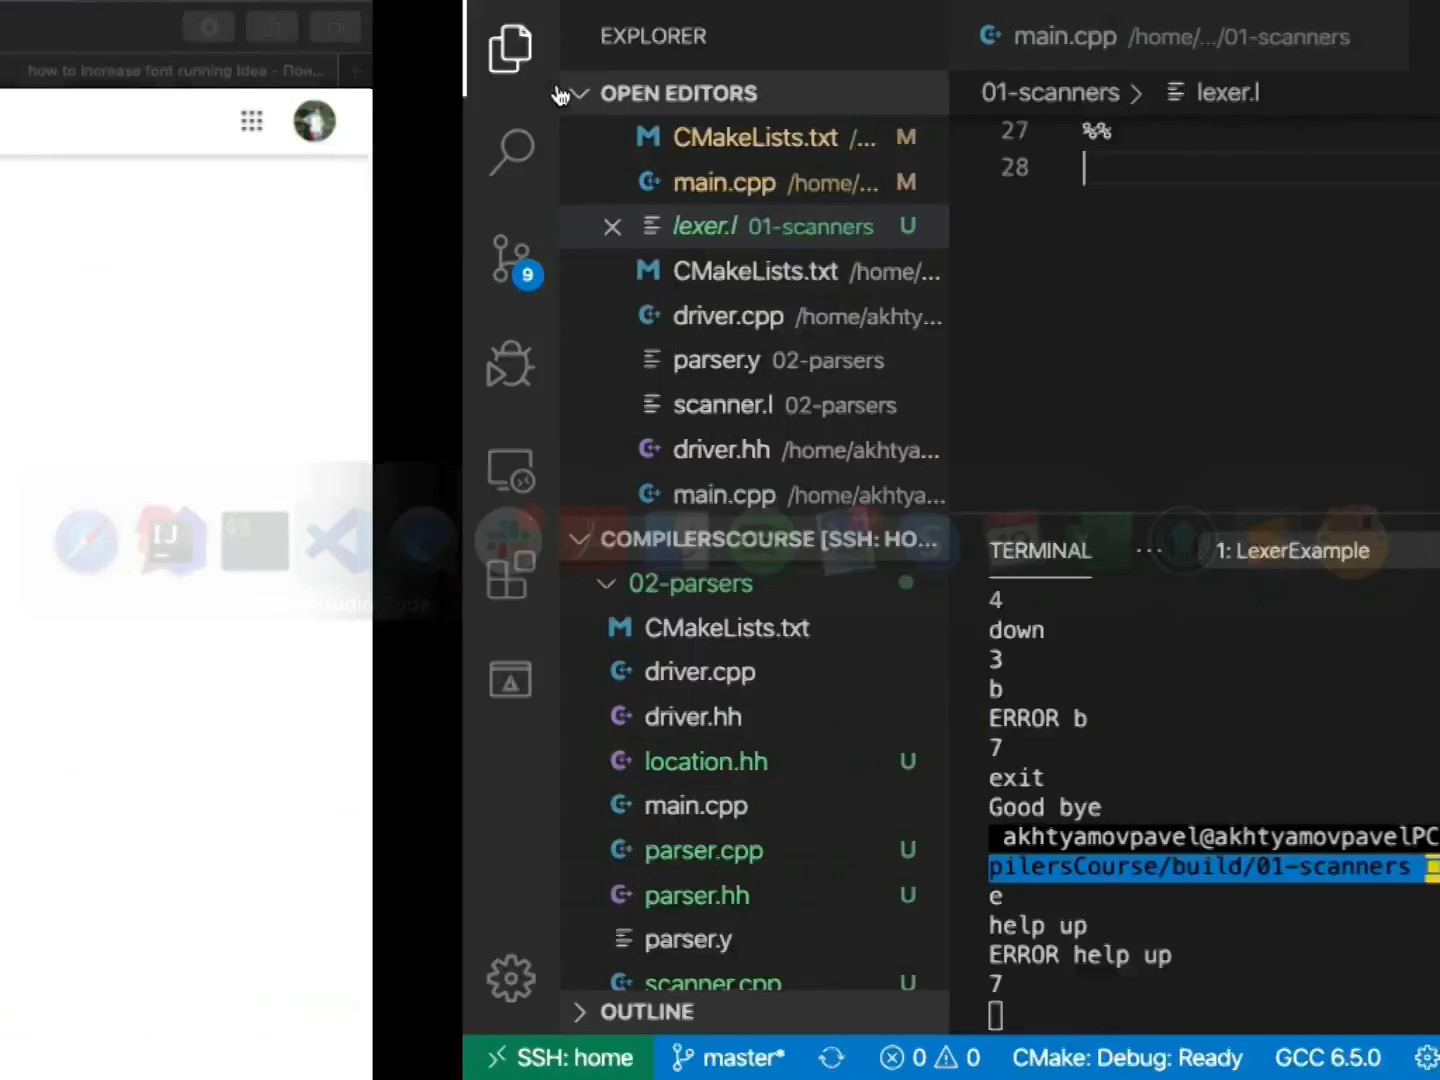 how to increase font running idea - Пои...
EXPLORER
OPEN EDITORS
CMakeLists.txt /... M
main.cpp /home/... M
lexer.l 01-scanners U
CMakeLists.txt /home/...
driver.cpp /home/akhty...
parser.y 02-parsers
scanner.l 02-parsers
driver.hh /home/akhtya...
main.cpp /home/akhtya...
COMPILERSCOURSE [SSH: HO...
02-parsers
CMakeLists.txt
driver.cpp
driver.hh
location.hh U
main.cpp
parser.cpp U
parser.hh U
parser.y
scanner.cpp U
OUTLINE
9
main.cpp /home/.../01-scanners
01-scanners > lexer.l
27 %%
28
TERMINAL ... 1: LexerExample
4
down
3
b
ERROR b
7
exit
Good bye
akhtyamovpavel@akhtyamovpavelPC
pilersCourse/build/01-scanners
e
help up
ERROR help up
7
SSH: home master* 0 0 CMake: Debug: Ready GCC 6.5.0